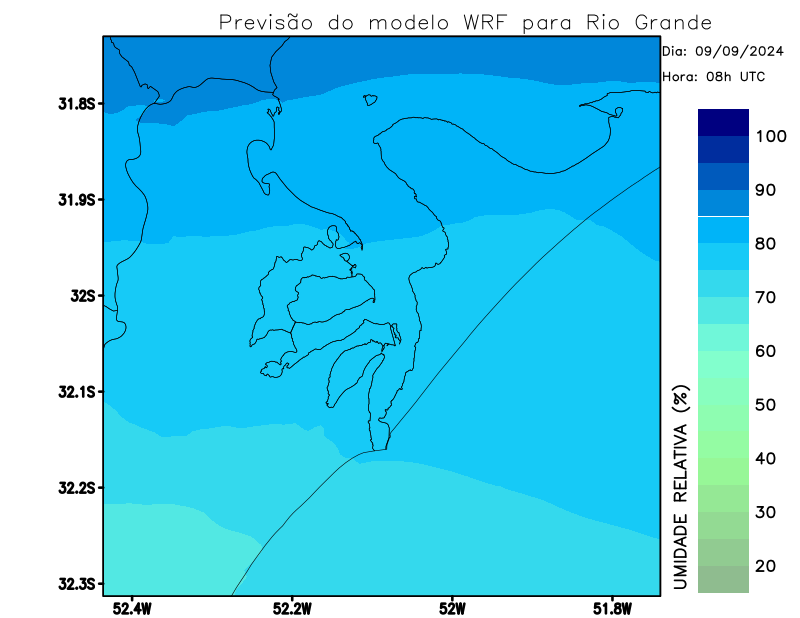 Previsão do modelo WRF para Rio Grande
Dia: 09/09/2024
Hora: 08h UTC
31.8S
31.9S
32S
32.1S
32.2S
32.3S
52.4W
52.2W
52W
51.8W
100
90
80
70
60
50
40
30
20
UMIDADE RELATIVA (%)